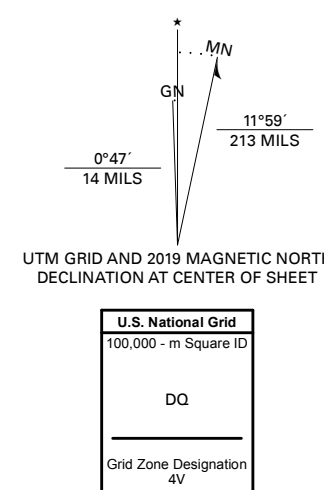 ★
MN
GN
11°59´
213 MILS
0°47´
14 MILS
UTM GRID AND 2019 MAGNETIC NORTH
DECLINATION AT CENTER OF SHEET
U.S. National Grid
100,000 - m Square ID
DQ
Grid Zone Designation
4V